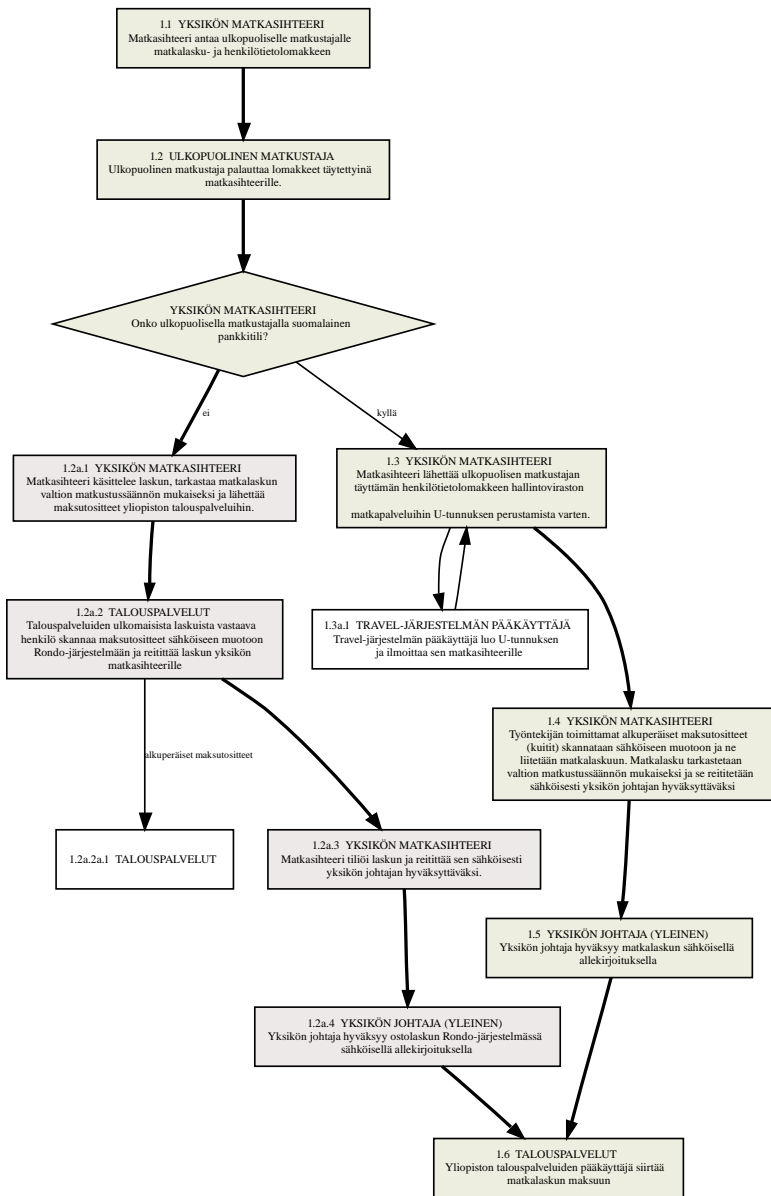 1.1 YKSIKÖN MATKASIHTEERI
Matkasihteeri antaa ulkopuoliselle matkustajalle
matkalasku- ja henkilötietolomakkeen
1.2 ULKOPUOLINEN MATKUSTAJA
Ulkopuolinen matkustaja palauttaa lomakkeet täytettyinä
matkasihteerille.
YKSIKÖN MATKASIHTEERI
Onko ulkopuolisella matkustajalla suomalainen
pankkitili?
ei
kyllä
1.2a.1 YKSIKÖN MATKASIHTEERI
Matkasihteeri käsittelee laskun, tarkastaa matkalaskun
valtion matkustussäännön mukaiseksi ja lähettää
maksutositteet yliopiston talouspalveluihin.
1.3 YKSIKÖN MATKASIHTEERI
Matkasihteeri lähettää ulkopuolisen matkustajan
täyttämän henkilötietolomakkeen hallintoviraston
matkapalveluihin U-tunnuksen perustamista varten.
1.2a.2 TALOUSPALVELUT
Talouspalveluiden ulkomaisista laskuista vastaava
henkilö skannaa maksutositteet sähköiseen muotoon
Rondo-järjestelmään ja reitittää laskun yksikön
matkasihteerille
1.3a.1 TRAVEL-JÄRJESTELMÄN PÄÄKÄYTTÄJÄ
Travel-järjestelmän pääkäyttäjä luo U-tunnuksen
ja ilmoittaa sen matkasihteerille
1.4 YKSIKÖN MATKASIHTEERI
Työntekijän toimittamat alkuperäiset maksutositteet
(kuitit) skannataan sähköiseen muotoon ja ne
liitetään matkalaskuun. Matkalasku tarkastetaan
valtion matkustussäännön mukaiseksi ja se reititetään
sähköisesti yksikön johtajan hyväksyttäväksi
alkuperäiset maksutositteet
1.2a.2a.1 TALOUSPALVELUT
1.2a.3 YKSIKÖN MATKASIHTEERI
Matkasihteeri tiliöi laskun ja reitittää sen sähköisesti
yksikön johtajan hyväksyttäväksi.
1.5 YKSIKÖN JOHTAJA (YLEINEN)
Yksikön johtaja hyväksyy matkalaskun sähköisellä
allekirjoituksella
1.2a.4 YKSIKÖN JOHTAJA (YLEINEN)
Yksikön johtaja hyväksyy ostolaskun Rondo-järjestelmässä
sähköisellä allekirjoituksella
1.6 TALOUSPALVELUT
Yliopiston talouspalveluiden pääkäyttäjä siirtää
matkalaskun maksuun